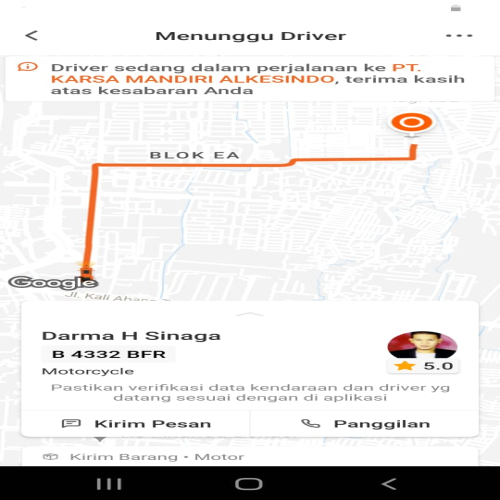 Menunggu Driver
Driver sedang dalam perjalanan ke PT.
KARSA MANDIRI ALKESINDO, terima kasih
atas kesabaran Anda
BLOK EA
Google
Jl. Kali
Darma H Sinaga
B 4332 BFR
5.0
Motorcycle
Pastikan verifikasi data kendaraan dan driver yg
datang sesuai dengan di aplikasi
Kirim Pesan
Panggilan
Kirim Barang • Motor